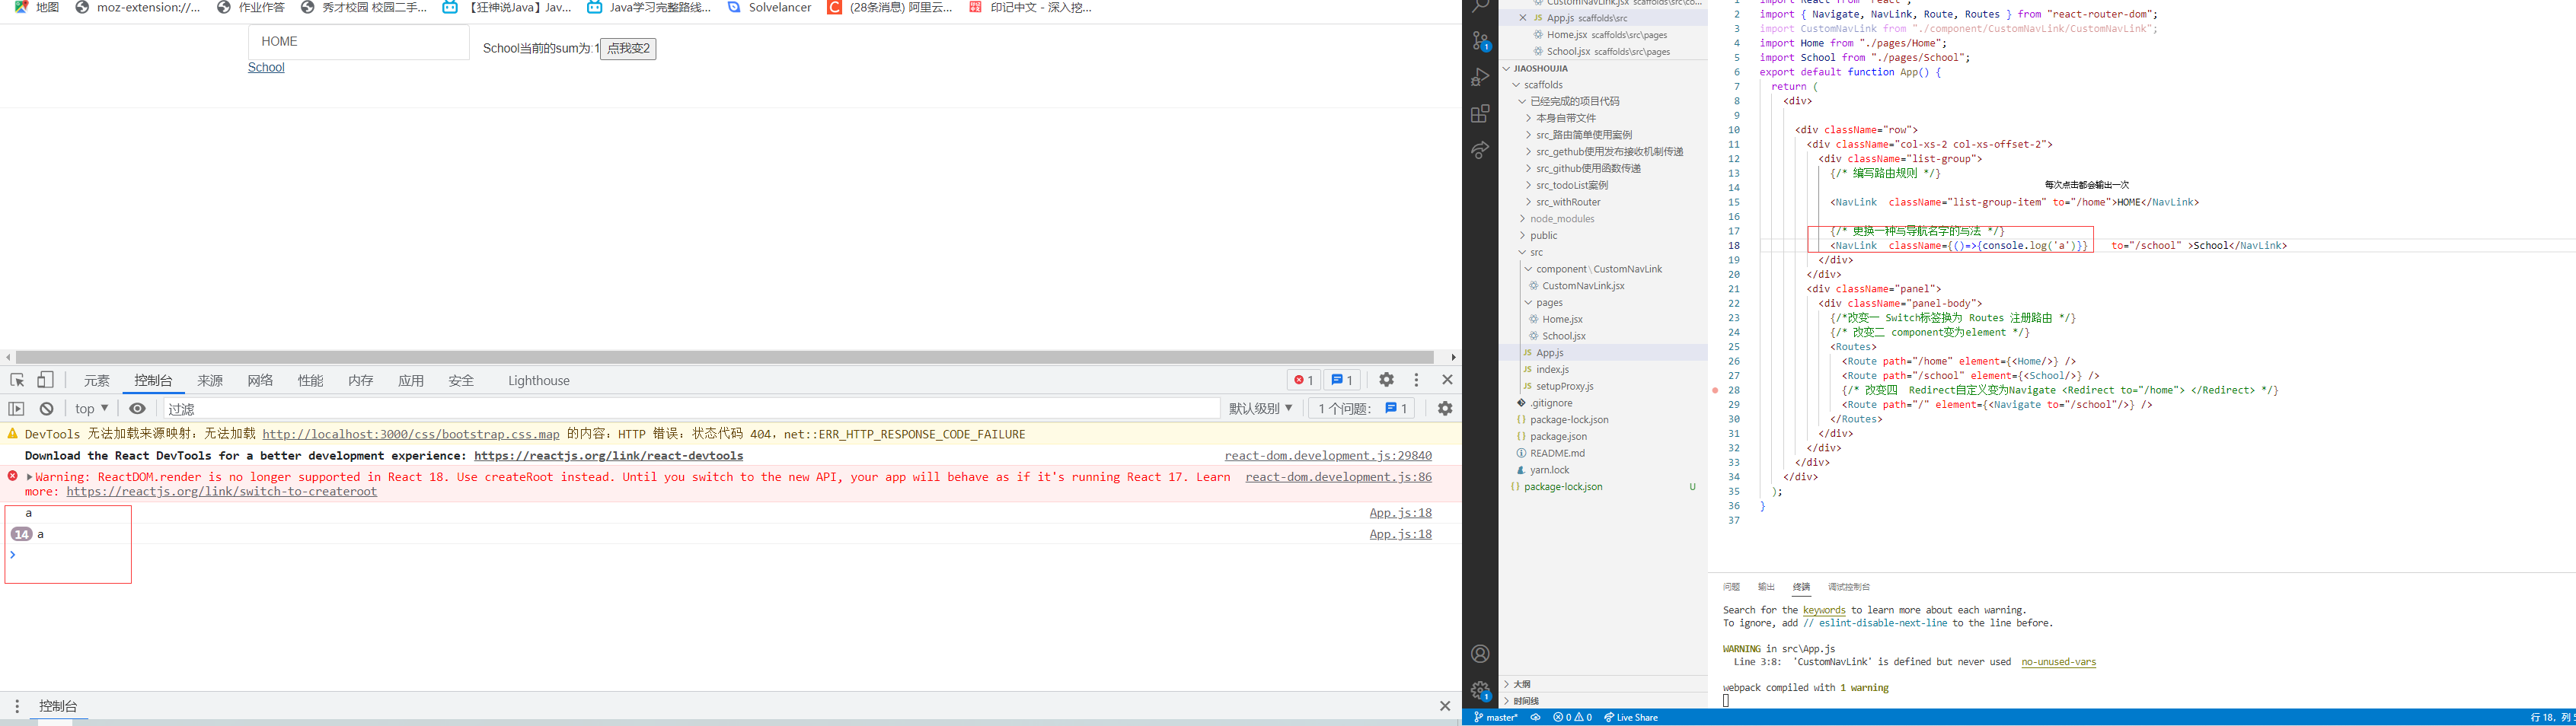 地图 moz-extension://... 作业作答 秀才校园 校园二手... 【狂神说Java】Jav... Java学习完整路线... Solvelancer (28条消息) 阿里云... 印记中文 - 深入挖...
HOME
School当前的sum为:1 点我变2
School
元素 控制台 来源 网络 性能 内存 应用 安全 Lighthouse 1 1
top 过滤 默认级别 1 个问题: 1
DevTools 无法加载来源映射: 无法加载 http://localhost:3000/css/bootstrap.css.map 的内容: HTTP 错误: 状态代码 404, net::ERR_HTTP_RESPONSE_CODE_FAILURE
Download the React DevTools for a better development experience: https://reactjs.org/link/react-devtools react-dom.development.js:29840
Warning: ReactDOM.render is no longer supported in React 18. Use createRoot instead. Until you switch to the new API, your app will behave as if it's running React 17. Learn react-dom.development.js:86
more: https://reactjs.org/link/switch-to-createroot
a App.js:18
14 a App.js:18
控制台
CustomNavLink.jsx scaffolds\src\co...
App.js scaffolds\src
Home.jsx scaffolds\src\pages
School.jsx scaffolds\src\pages
JIAOSHOUJIA
scaffolds
已经完成的项目代码
本身自带文件
src_路由简单使用案例
src_gethub使用发布接收机制传递
src_github使用函数传递
src_todoList案例
src_withRouter
node_modules
public
src
component \ CustomNavLink
CustomNavLink.jsx
pages
Home.jsx
School.jsx
App.js
index.js
setupProxy.js
.gitignore
package-lock.json
package.json
README.md
yarn.lock
package-lock.json U
大纲
时间线
1 import React from "react";
2 import { Navigate, NavLink, Route, Routes } from "react-router-dom";
3 import CustomNavLink from "./component/CustomNavLink/CustomNavLink";
4 import Home from "./pages/Home";
5 import School from "./pages/School";
6 export default function App() {
7 return (
8 <div>
9
10 <div className="row">
11 <div className="col-xs-2 col-xs-offset-2">
12 <div className="list-group">
13 {/* 编写路由规则 */}
14 每次点击都会输出一次
15 <NavLink className="list-group-item" to="/home">HOME</NavLink>
16
17 {/* 更换一种写导航名字的写法 */}
18 <NavLink className={()=>{console.log('a')}} to="/school" >School</NavLink>
19 </div>
20 </div>
21 <div className="panel">
22 <div className="panel-body">
23 {/*改变一 Switch标签换为 Routes 注册路由 */}
24 {/* 改变二 component变为element */}
25 <Routes>
26 <Route path="/home" element={<Home/>} />
27 <Route path="/school" element={<School/>} />
28 {/* 改变四 Redirect自定义变为Navigate <Redirect to="/home"> </Redirect> */}
29 <Route path="/" element={<Navigate to="/school"/>} />
30 </Routes>
31 </div>
32 </div>
33 </div>
34 </div>
35 );
36 }
37
问题 输出 终端 调试控制台
Search for the keywords to learn more about each warning.
To ignore, add // eslint-disable-next-line to the line before.
WARNING in src\App.js
Line 3:8: 'CustomNavLink' is defined but never used no-unused-vars
webpack compiled with 1 warning
master* 0 0 Live Share 行 18,